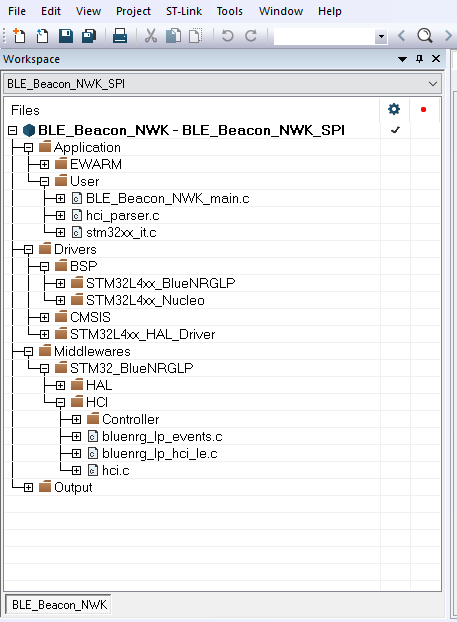 File Edit View Project ST-Link Tools Window Help
Workspace
BLE_Beacon_NWK_SPI
Files
BLE_Beacon_NWK - BLE_Beacon_NWK_SPI
Application
EWARM
User
BLE_Beacon_NWK_main.c
hci_parser.c
stm32xx_it.c
Drivers
BSP
STM32L4xx_BlueNRGLP
STM32L4xx_Nucleo
CMSIS
STM32L4xx_HAL_Driver
Middlewares
STM32_BlueNRGLP
HAL
HCI
Controller
bluenrg_lp_events.c
bluenrg_lp_hci_le.c
hci.c
Output
BLE_Beacon_NWK